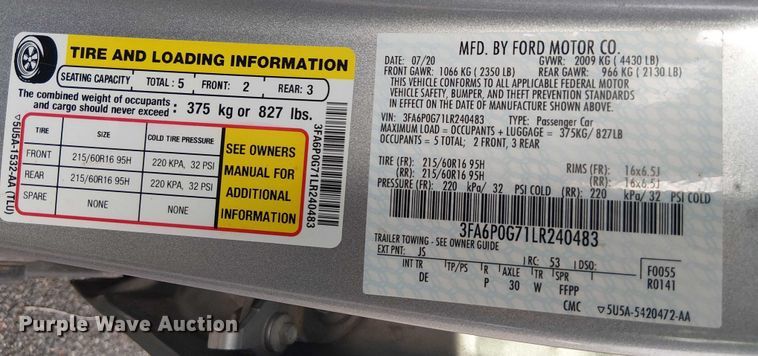 TIRE AND LOADING INFORMATION
SEATING CAPACITY TOTAL: 5 FRONT: 2 REAR: 3
The combined weight of occupants and cargo should never exceed : 375 kg or 827 lbs.
TIRE SIZE COLD TIRE PRESSURE
FRONT 215/60R16 95H 220 KPA, 32 PSI
REAR 215/60R16 95H 220 KPA, 32 PSI
SPARE NONE NONE
SEE OWNERS
MANUAL FOR
ADDITIONAL
INFORMATION
5U5A-1532-AA (TLU)
3FA6P0G71LR240483
MFD. BY FORD MOTOR CO.
DATE: 07/20 GVWR: 2009 KG ( 4430 LB)
FRONT GAWR: 1066 KG ( 2350 LB) REAR GAWR: 966 KG ( 2130 LB)
THIS VEHICLE CONFORMS TO ALL APPLICABLE FEDERAL MOTOR
VEHICLE SAFETY, BUMPER, AND THEFT PREVENTION STANDARDS
IN EFFECT ON THE DATE OF MANUFACTURE SHOWN ABOVE.
VIN: 3FA6P0G71LR240483 TYPE: Passenger Car
MAXIMUM LOAD = OCCUPANTS + LUGGAGE = 375KG/827LB
OCCUPANTS = 5 TOTAL: 2 FRONT, 3 REAR
TIRE (FR): 215/60R16 95H RIMS (FR): 16x6.5J
(RR): 215/60R16 95H (RR): 16x6.5J
PRESSURE (FR): 220 kPa/ 32 PSI COLD (RR): 220 kPa/ 32 PSI COLD
3FA6P0G71LR240483
TRAILER TOWING - SEE OWNER GUIDE
EXT PNT: JS RC: 53 DSO: F0055
INT TR TP/PS R AXLE TR SPR R0141
DE P 30 W FFPP
CMC 5U5A-5420472-AA
Purple Wave Auction